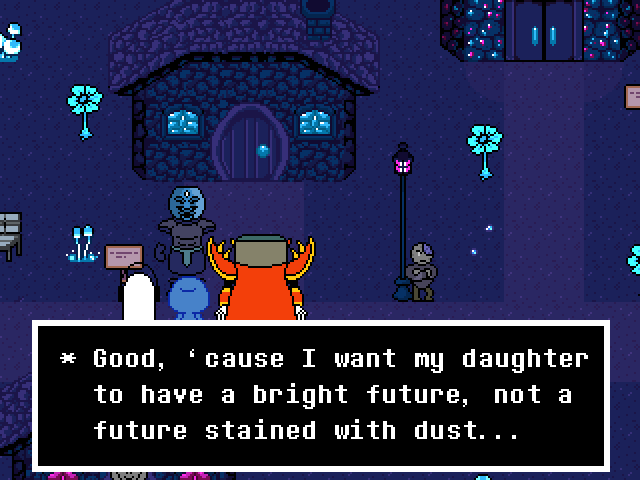 * Good, ‘cause I want my daughter
to have a bright future, not a
future stained with dust...